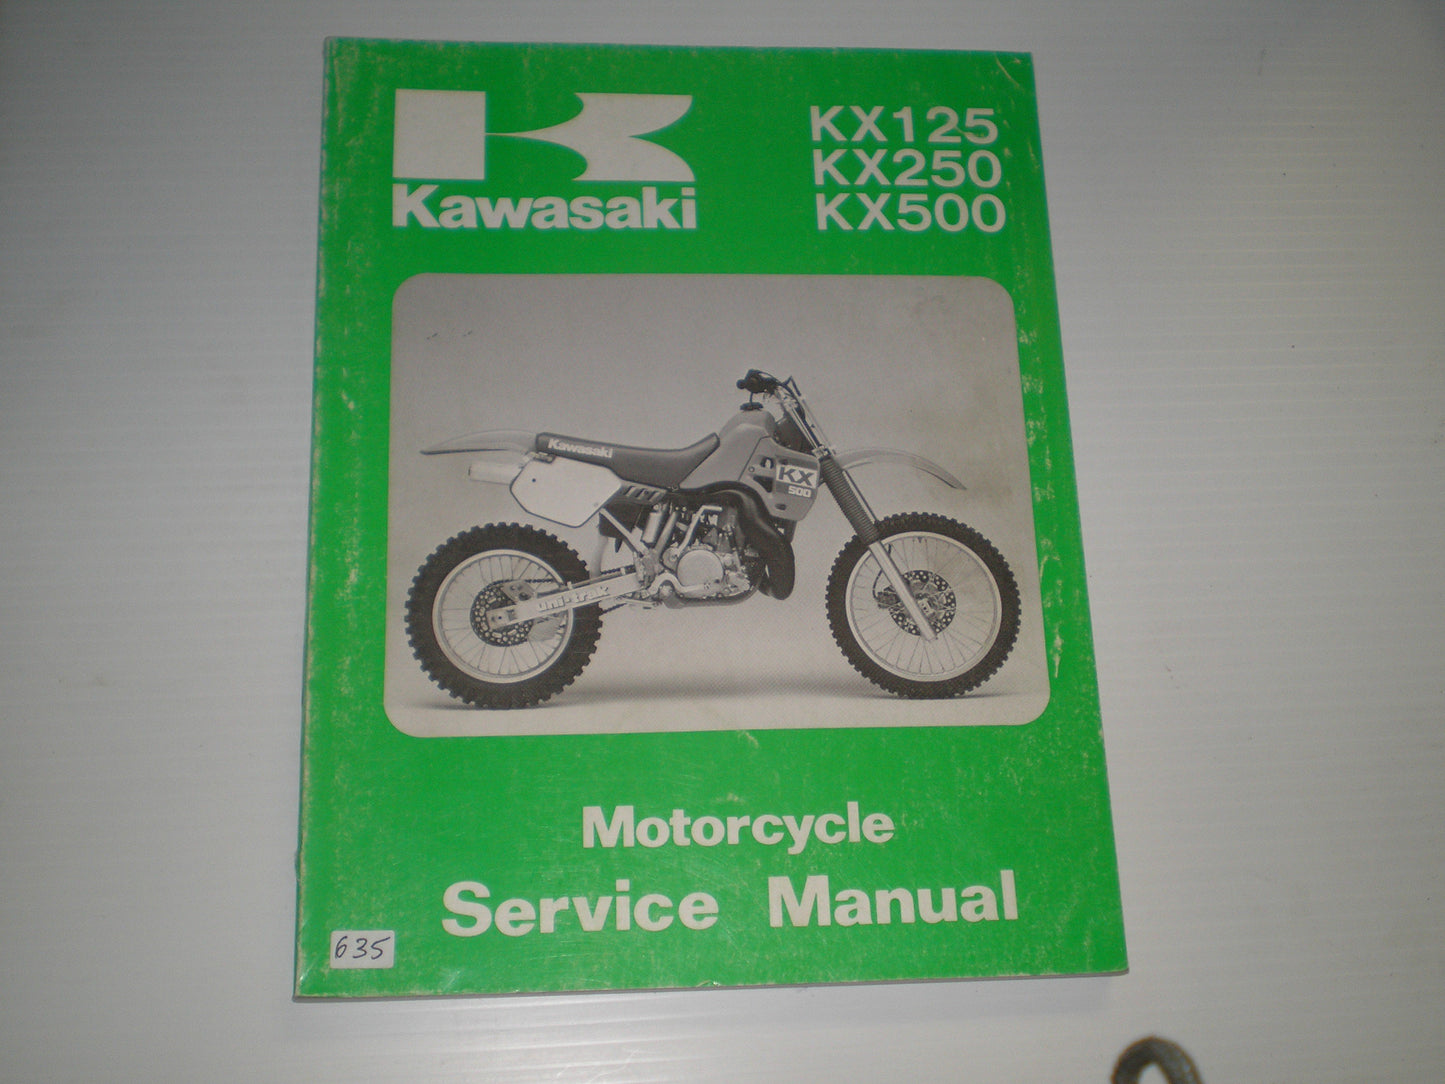 Kawasaki
KX125
KX250
KX500
Kawasaki
KX
500
uni-trak
Motorcycle
Service Manual
635